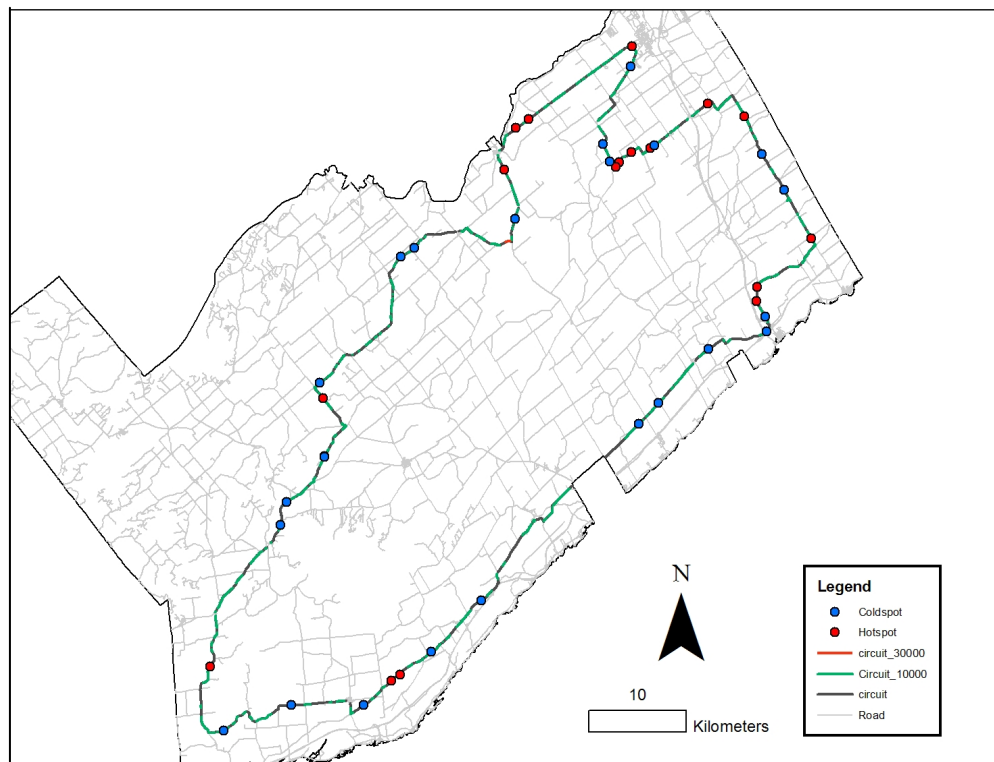 N
10
Kilometers
Legend
Coldspot
Hotspot
circuit_30000
Circuit_10000
circuit
Road